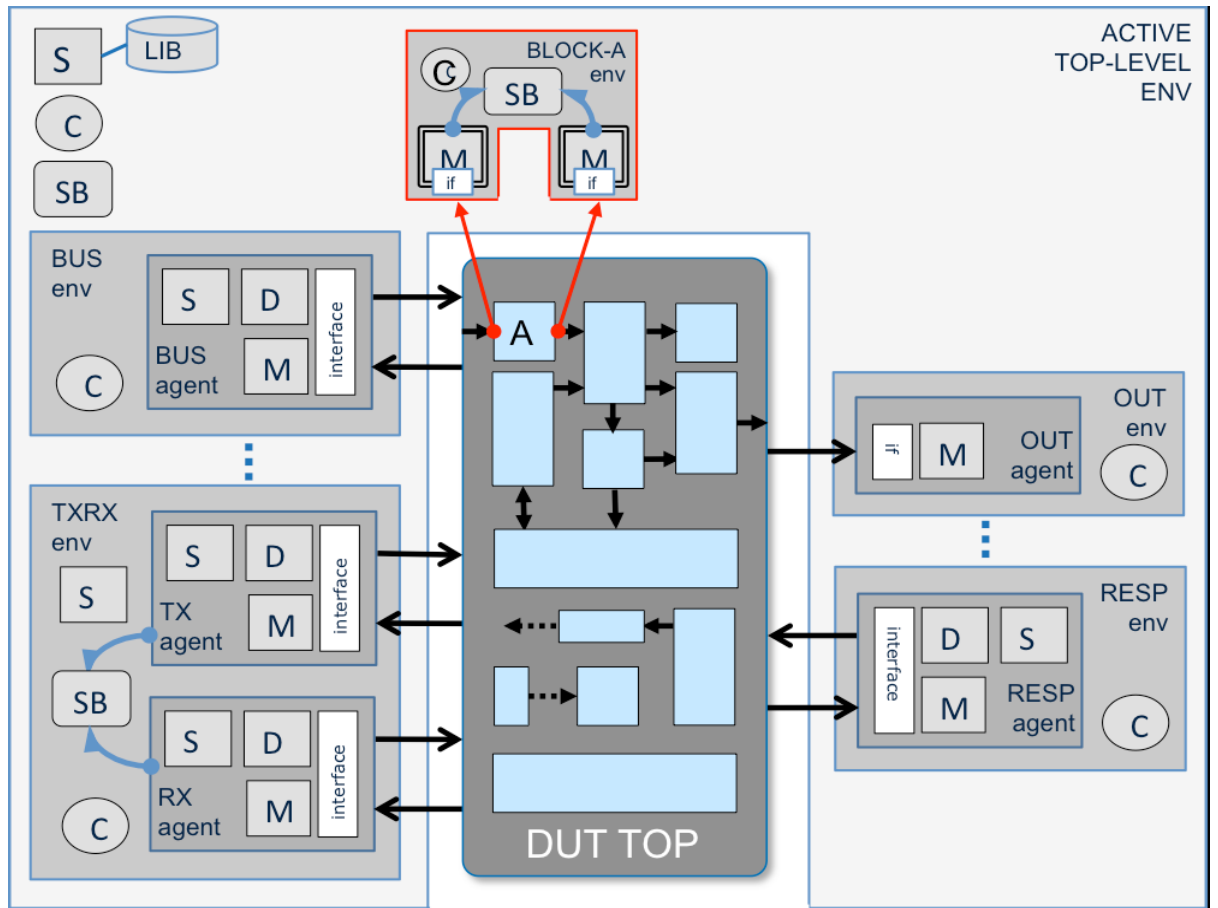 S
LIB
C
SB
BLOCK-A
env
C
SB
M
if
M
if
ACTIVE
TOP-LEVEL
ENV
BUS
env
S
D
interface
BUS
agent
M
C
A
OUT
env
if
M
OUT
agent
C
TXRX
env
S
D
interface
S
TX
agent
M
SB
S
D
interface
RX
agent
M
C
RESP
env
interface
D
S
M
RESP
agent
C
DUT TOP